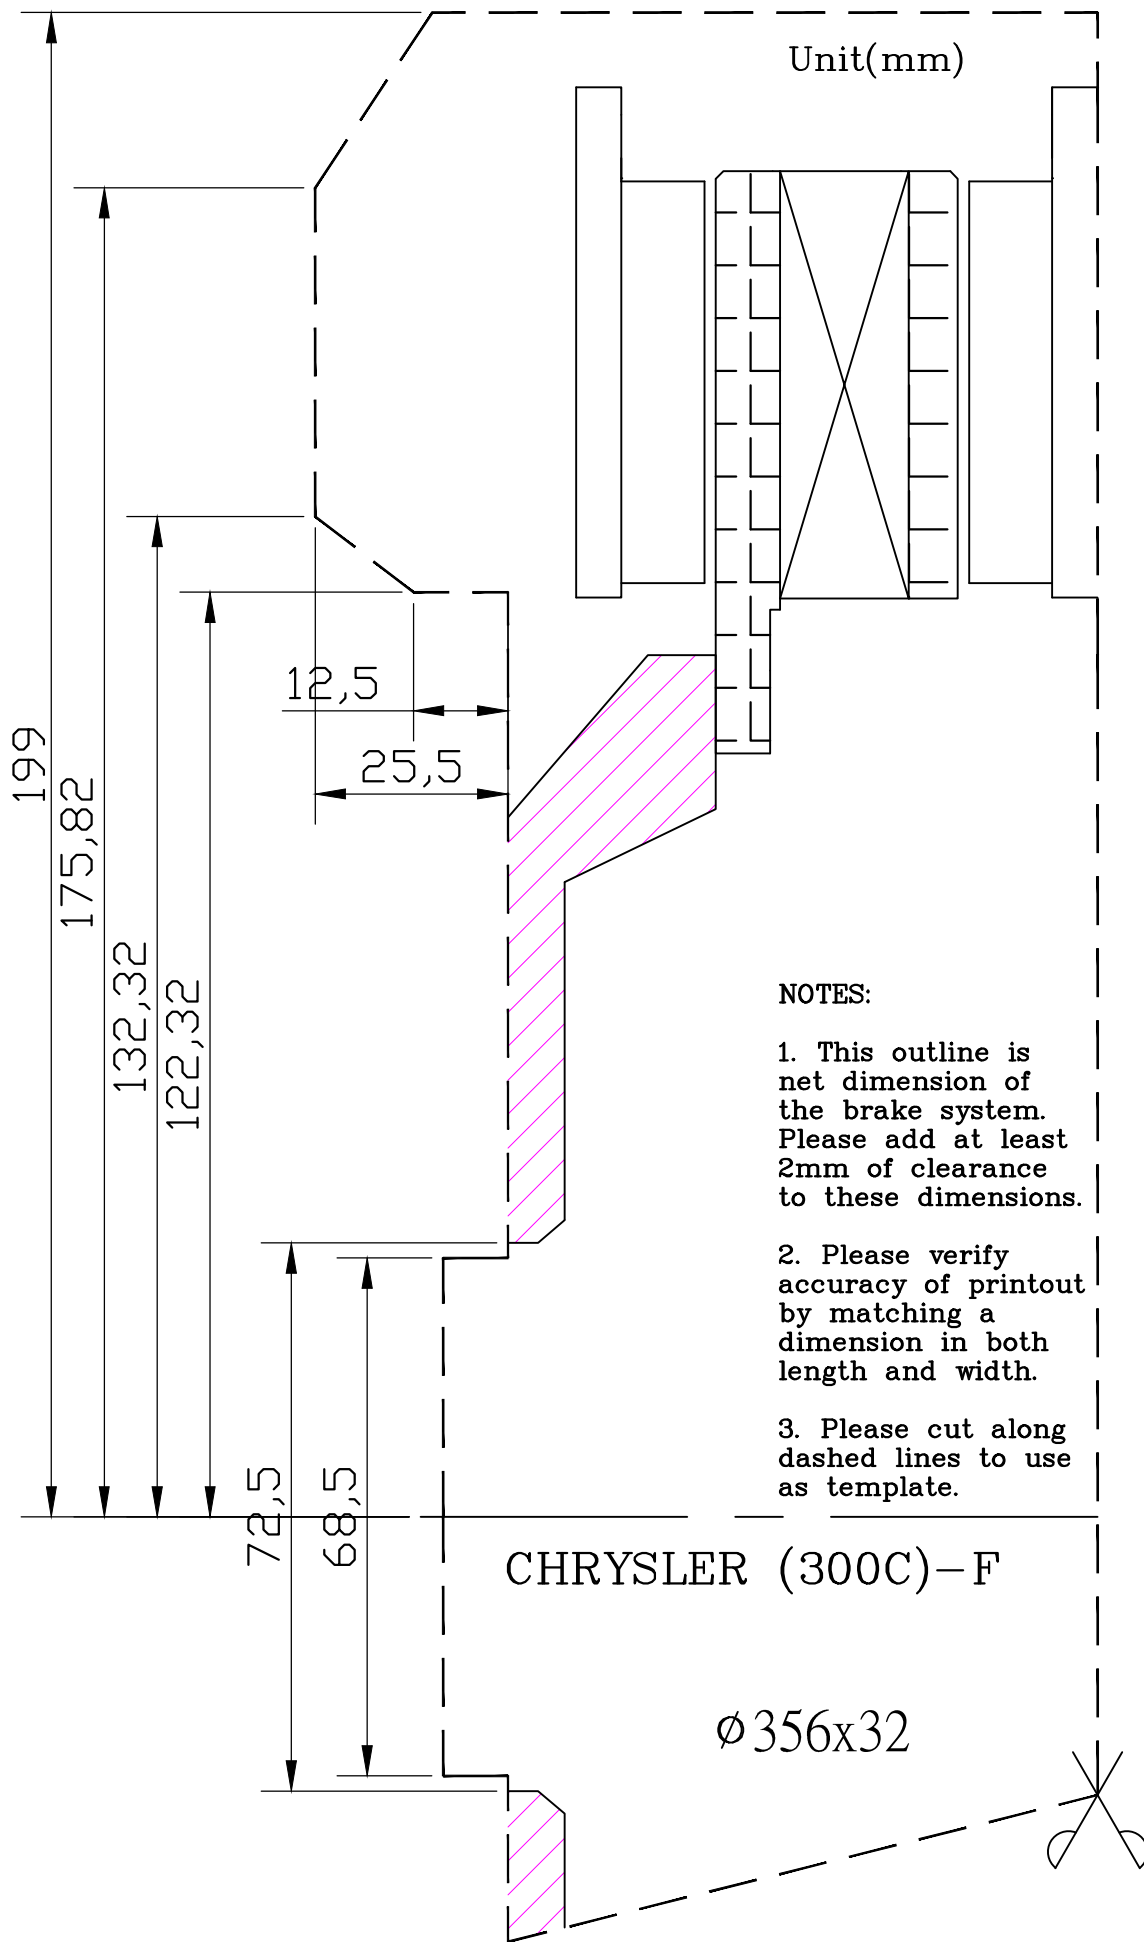 Unit(mm)
12,5
25,5
199
175,82
132,32
122,32
NOTES:
1. This outline is
net dimension of
the brake system.
Please add at least
2mm of clearance
to these dimensions.
2. Please verify
accuracy of printout
by matching a
dimension in both
length and width.
3. Please cut along
dashed lines to use
as template.
72,5
68,5
CHRYSLER (300C)-F
Ø356x32